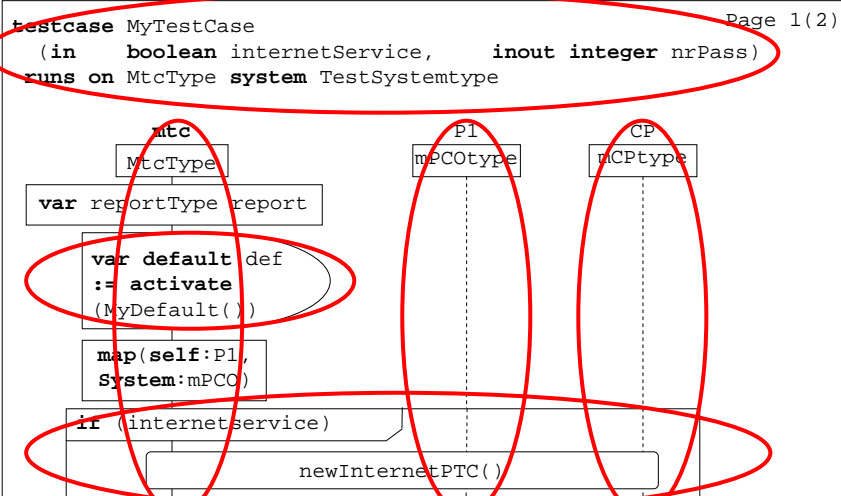 testcase MyTestCase
Page 1(2)
(in boolean internetService, inout integer nrPass)
runs on MtcType system TestSystemtype
mtc P1 CP
MtcType mPCOtype mCPtype
var reportType report
var default def
:= activate
(MyDefault())
map(self:P1,
System:mPCO)
if (internetservice)
newInternetPTC()